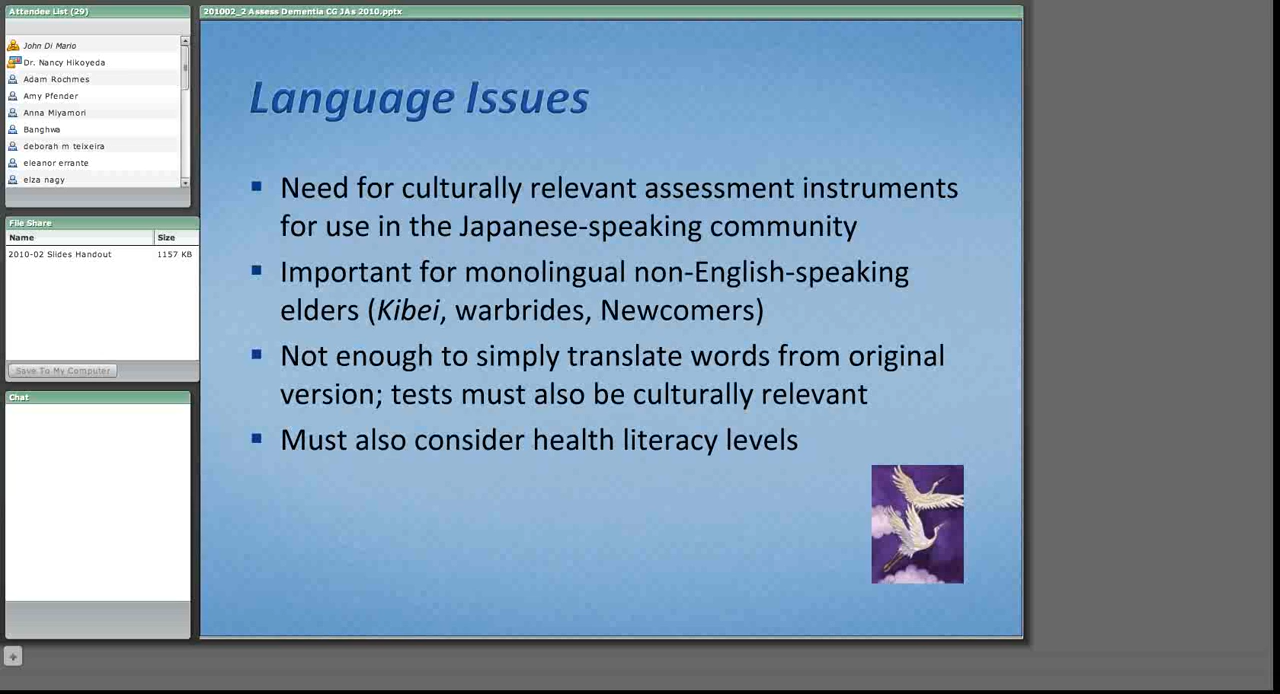 Attendee List (29)
John Di Mario
Dr. Nancy Hikoyeda
Adam Rochmes
Amy Pfender
Anna Miyamori
Banghwa
deborah m teixeira
eleanor errante
elza nagy
File Share
Name Size
2010-02 Slides Handout 1157 KB
Save To My Computer
Chat
201002_2 Assess Dementia CG JAs 2010.pptx
Language Issues
Need for culturally relevant assessment instruments
for use in the Japanese-speaking community
Important for monolingual non-English-speaking
elders (Kibei, warbrides, Newcomers)
Not enough to simply translate words from original
version; tests must also be culturally relevant
Must also consider health literacy levels